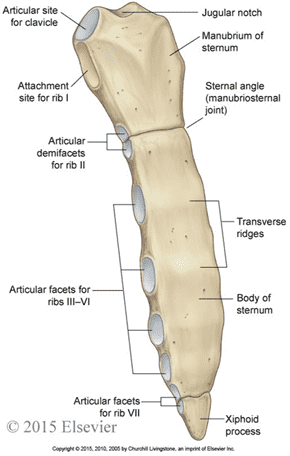 Articular site
for clavicle
Jugular notch
Manubrium of
sternum
Attachment
site for rib I
Sternal angle
(manubriosternal
joint)
Articular
demifacets
for rib II
Transverse
ridges
Articular facets for
ribs III–VI
Body of
sternum
Articular facets
for rib VII
Xiphoid
process
© 2015 Elsevier
Copyright © 2015, 2010, 2005 by Churchill Livingstone, an imprint of Elsevier Inc.